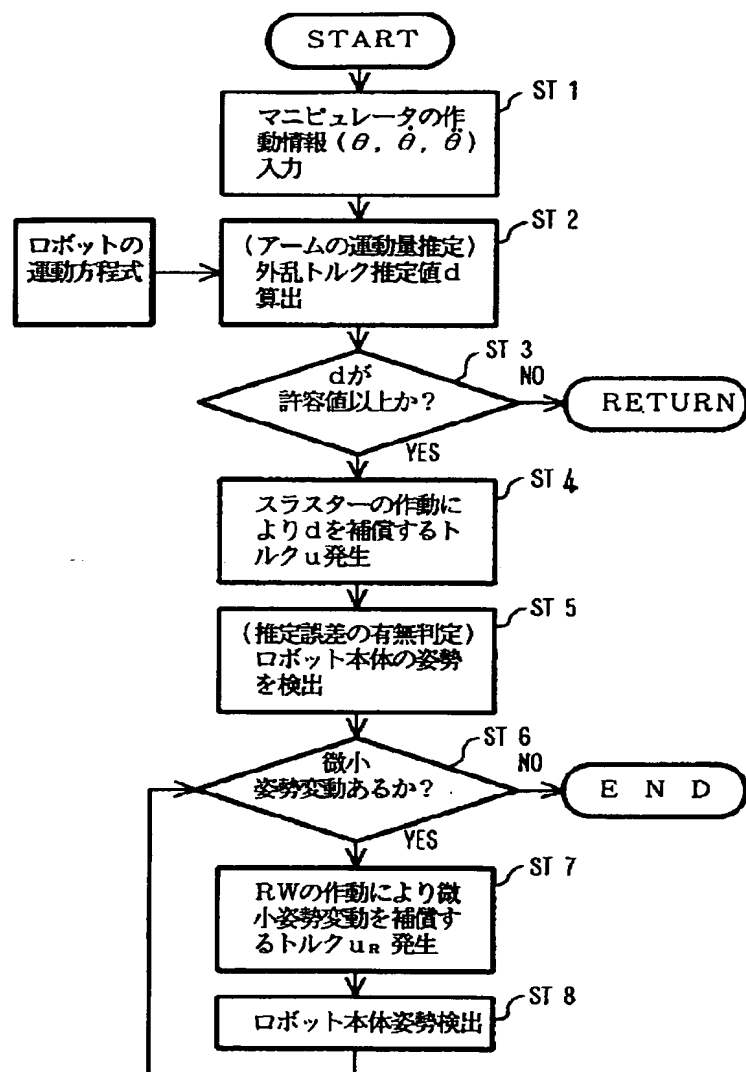 START
ST 1
マニピュレータの作
動情報(θ, θ̇, θ̈)
入力
ST 2
ロボットの
運動方程式
(アームの運動量推定)
外乱トルク推定値d
算出
ST 3
dが
許容値以上か?
NO
RETURN
YES
ST 4
スラスターの作動に
よりdを補償するト
ルクu発生
ST 5
(推定誤差の有無判定)
ロボット本体の姿勢
を検出
ST 6
微小
姿勢変動あるか?
NO
END
YES
ST 7
RWの作動により微
小姿勢変動を補償す
るトルクuR 発生
ST 8
ロボット本体姿勢検出